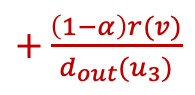 + (1−α)r(v)
d_out(u_3)